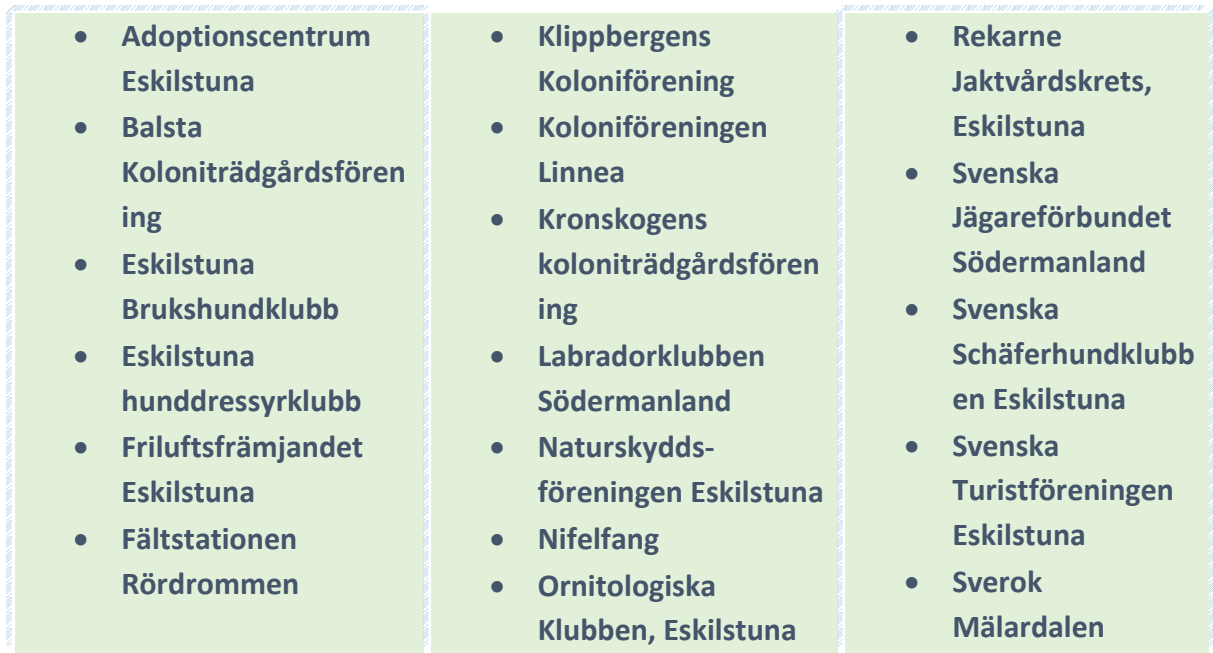 • Adoptionscentrum
Eskilstuna
• Balsta
Koloniträdgårdsfören
ing
• Eskilstuna
Brukshundklubb
• Eskilstuna
hunddressyrklubb
• Friluftsfrämjandet
Eskilstuna
• Fältstationen
Rördrommen
• Klippbergens
Koloniförening
• Koloniföreningen
Linnea
• Kronskogens
koloniträdgårdsfören
ing
• Labradorklubben
Södermanland
• Naturskydds-
föreningen Eskilstuna
• Nifelfang
• Ornitologiska
Klubben, Eskilstuna
• Rekarne
Jaktvårdskrets,
Eskilstuna
• Svenska
Jägareförbundet
Södermanland
• Svenska
Schäferhundklubb
en Eskilstuna
• Svenska
Turistföreningen
Eskilstuna
• Sverok
Mälardalen